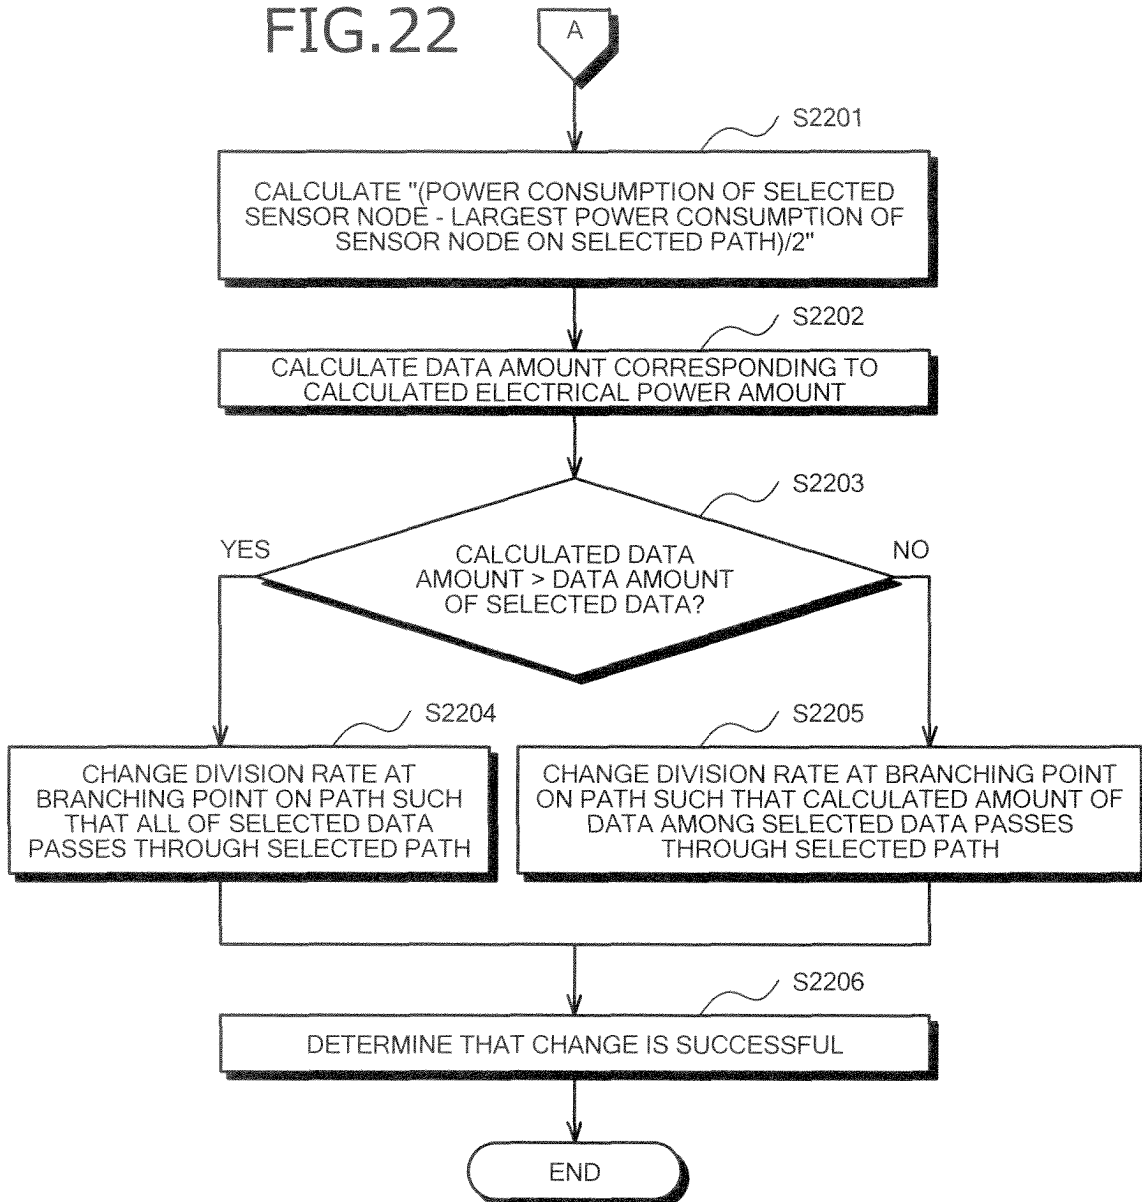 FIG.22
A
S2201
CALCULATE "(POWER CONSUMPTION OF SELECTED
SENSOR NODE - LARGEST POWER CONSUMPTION OF
SENSOR NODE ON SELECTED PATH)/2"
S2202
CALCULATE DATA AMOUNT CORRESPONDING TO
CALCULATED ELECTRICAL POWER AMOUNT
S2203
YES
CALCULATED DATA
AMOUNT > DATA AMOUNT
OF SELECTED DATA?
NO
S2204
CHANGE DIVISION RATE AT
BRANCHING POINT ON PATH SUCH
THAT ALL OF SELECTED DATA
PASSES THROUGH SELECTED PATH
S2205
CHANGE DIVISION RATE AT BRANCHING POINT
ON PATH SUCH THAT CALCULATED AMOUNT OF
DATA AMONG SELECTED DATA PASSES
THROUGH SELECTED PATH
S2206
DETERMINE THAT CHANGE IS SUCCESSFUL
END